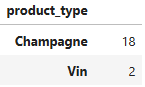 product_type
Champagne 18
Vin 2